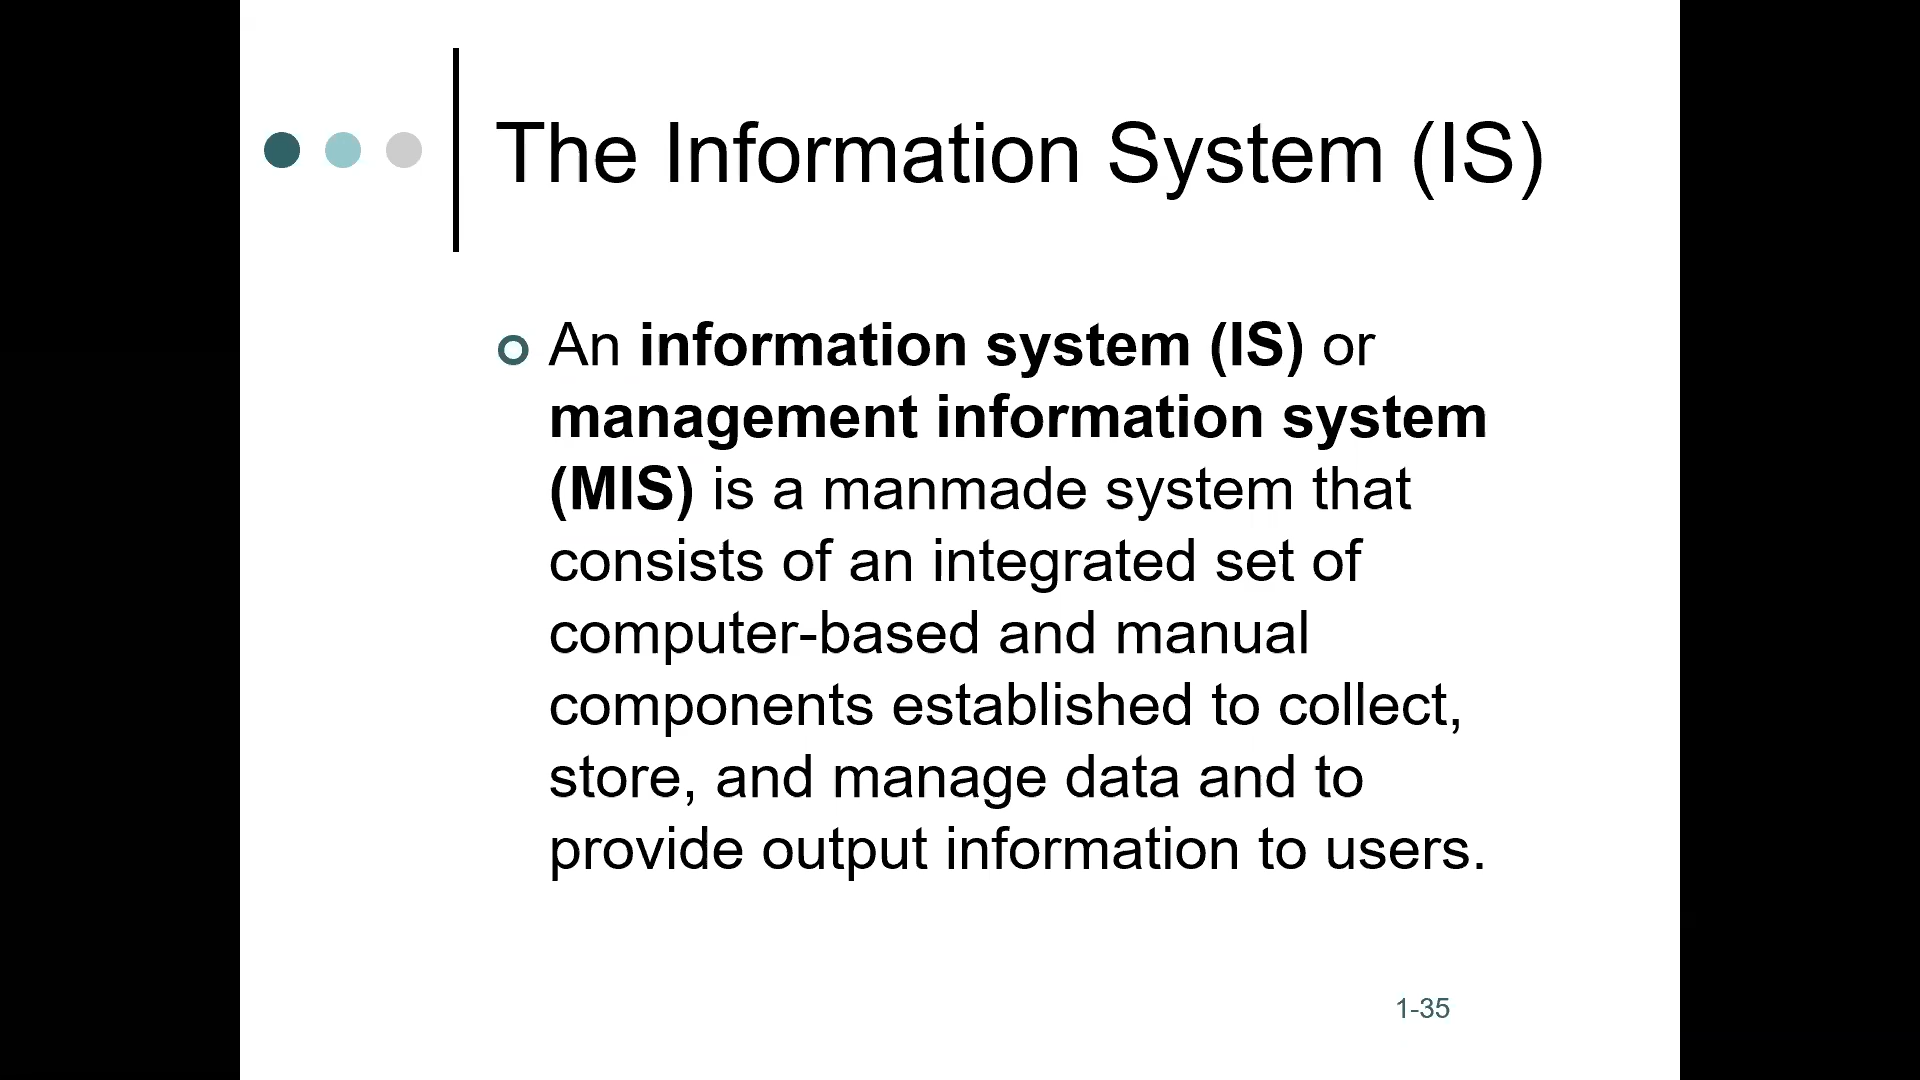 The Information System (IS)
An information system (IS) or
management information system
(MIS) is a manmade system that
consists of an integrated set of
computer-based and manual
components established to collect,
store, and manage data and to
provide output information to users.
1-35